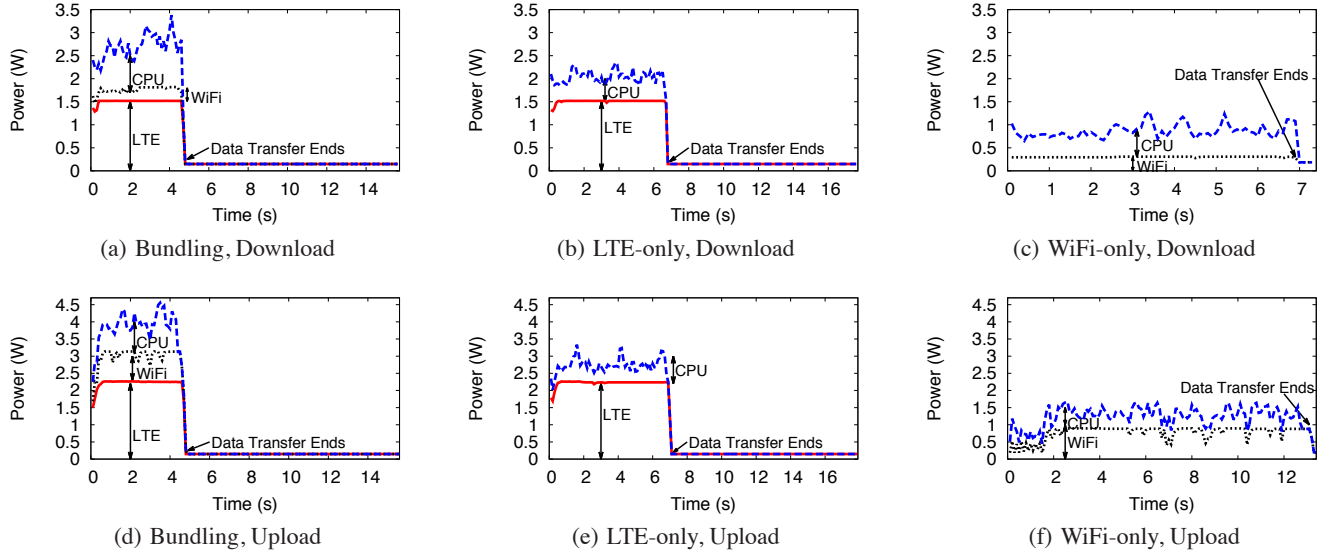 3.5
3
2.5
2
1.5
1
0.5
0
Power (W)
CPU
WiFi
LTE
Data Transfer Ends
0 2 4 6 8 10 12 14
Time (s)
(a) Bundling, Download
3.5
3
2.5
2
1.5
1
0.5
0
Power (W)
CPU
LTE
Data Transfer Ends
0 2 4 6 8 10 12 14 16
Time (s)
(b) LTE-only, Download
3.5
3
2.5
2
1.5
1
0.5
0
Power (W)
Data Transfer Ends
CPU
WiFi
0 1 2 3 4 5 6 7
Time (s)
(c) WiFi-only, Download
4.5
4
3.5
3
2.5
2
1.5
1
0.5
0
Power (W)
CPU
WiFi
LTE
Data Transfer Ends
0 2 4 6 8 10 12 14
Time (s)
(d) Bundling, Upload
4.5
4
3.5
3
2.5
2
1.5
1
0.5
0
Power (W)
CPU
LTE
Data Transfer Ends
0 2 4 6 8 10 12 14 16
Time (s)
(e) LTE-only, Upload
4.5
4
3.5
3
2.5
2
1.5
1
0.5
0
Power (W)
Data Transfer Ends
CPU
WiFi
0 2 4 6 8 10 12
Time (s)
(f) WiFi-only, Upload